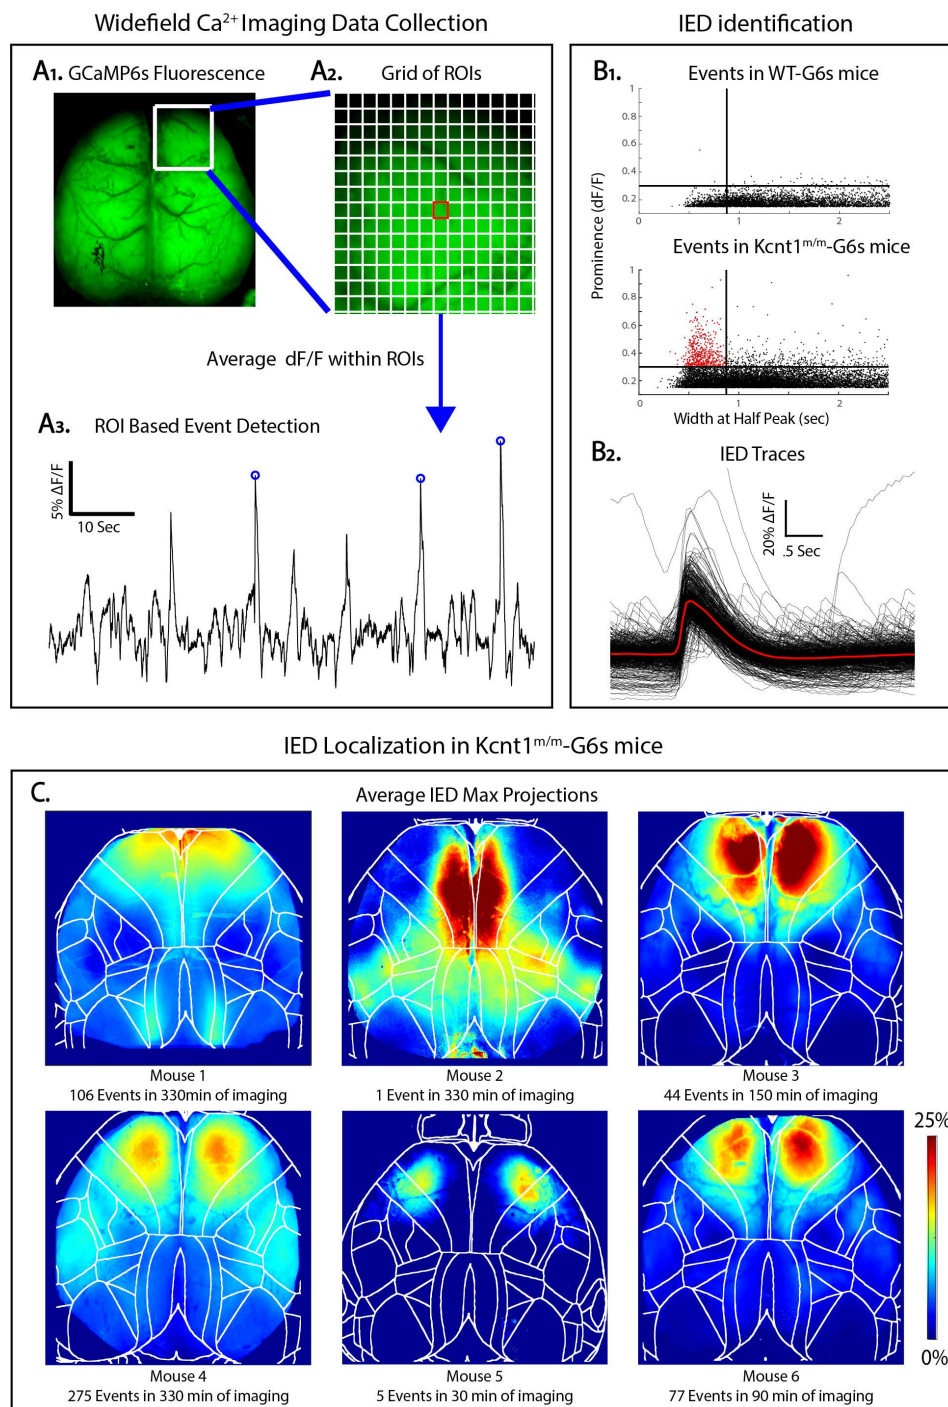 Widefield Ca²⁺ Imaging Data Collection
IED identification
A1. GCaMP6s Fluorescence
A2. Grid of ROIs
Average dF/F within ROIs
A3. ROI Based Event Detection
5% ΔF/F
10 Sec
B1.
Events in WT-G6s mice
1
0.8
0.6
0.4
0.2
0
1
2
Prominence (dF/F)
Events in Kcnt1ᵐ/ᵐ-G6s mice
1
0.8
0.6
0.4
0.2
0
1
2
Width at Half Peak (sec)
B2. IED Traces
20% ΔF/F
.5 Sec
IED Localization in Kcnt1ᵐ/ᵐ-G6s mice
C.
Average IED Max Projections
Mouse 1
106 Events in 330min of imaging
Mouse 2
1 Event in 330 min of imaging
Mouse 3
44 Events in 150 min of imaging
Mouse 4
275 Events in 330 min of imaging
Mouse 5
5 Events in 30 min of imaging
Mouse 6
77 Events in 90 min of imaging
25%
0%